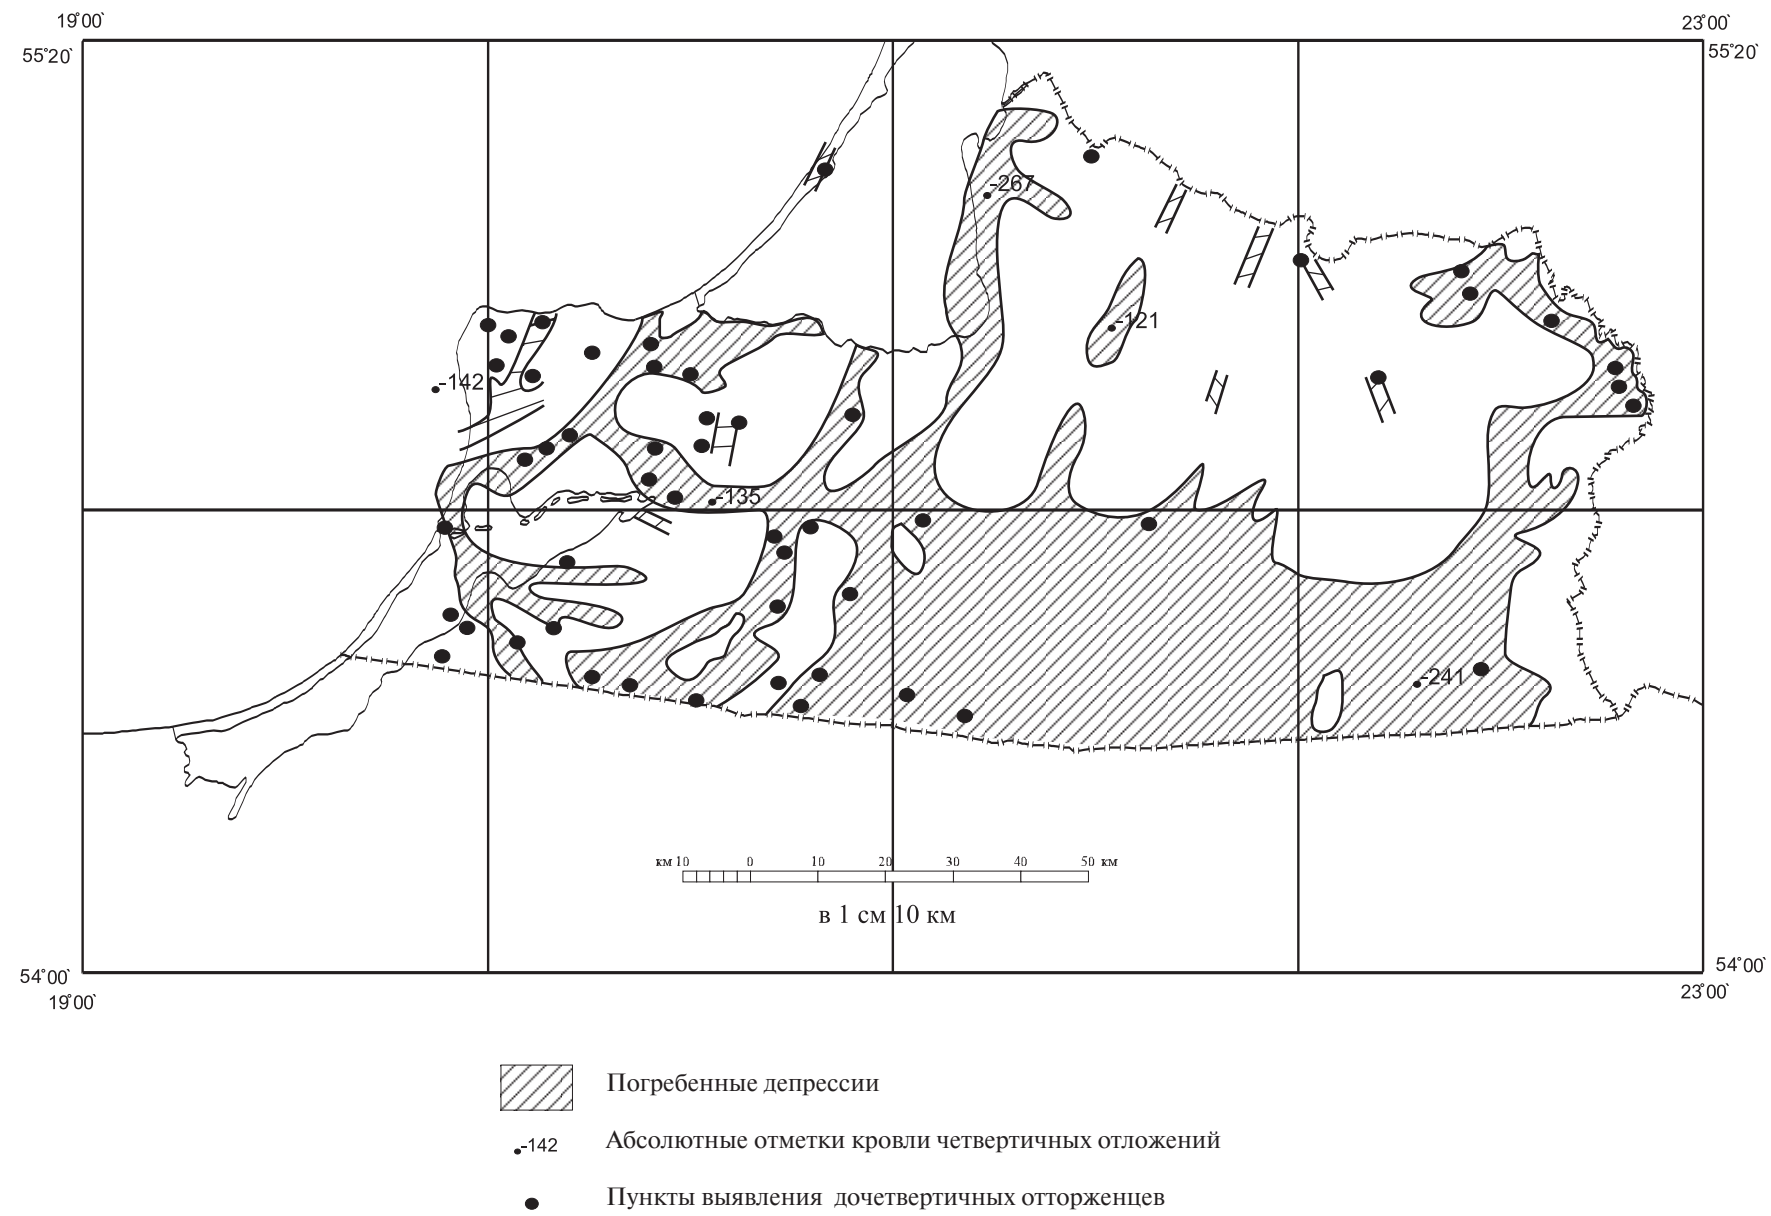 19°00` 23°00`
55°20` 55°20`
-267
-121
-142
-135
-241
км 10 0 10 20 30 40 50 км
в 1 см 10 км
54°00` 54°00`
19°00` 23°00`
Погребенные депрессии
-142 Абсолютные отметки кровли четвертичных отложений
Пункты выявления дочетвертичных отторженцев